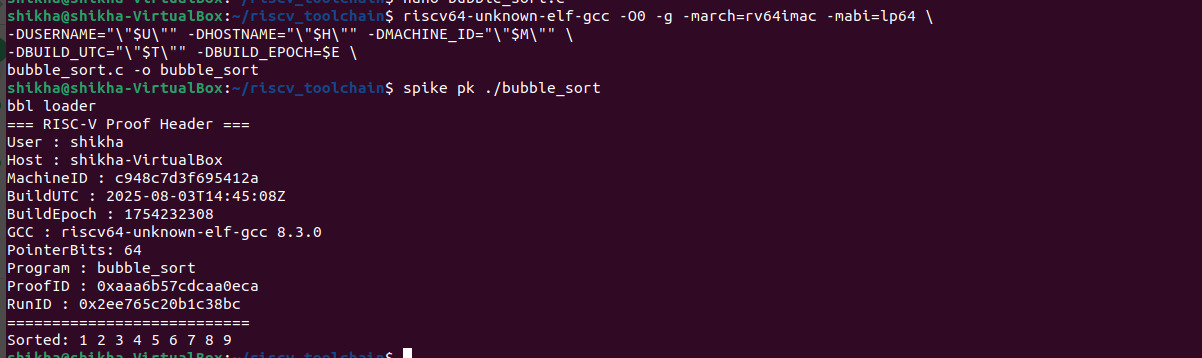 nano bubble_sort.c
shikha@shikha-VirtualBox:~/riscv_toolchain$ riscv64-unknown-elf-gcc -O0 -g -march=rv64imac -mabi=lp64 \
-DUSERNAME="\"$U\"" -DHOSTNAME="\"$H\"" -DMACHINE_ID="\"$M\"" \
-DBUILD_UTC="\"$T\"" -DBUILD_EPOCH=$E \
bubble_sort.c -o bubble_sort
shikha@shikha-VirtualBox:~/riscv_toolchain$ spike pk ./bubble_sort
bbl loader
=== RISC-V Proof Header ===
User : shikha
Host : shikha-VirtualBox
MachineID : c948c7d3f695412a
BuildUTC : 2025-08-03T14:45:08Z
BuildEpoch : 1754232308
GCC : riscv64-unknown-elf-gcc 8.3.0
PointerBits: 64
Program : bubble_sort
ProofID : 0xaaa6b57cdcaa0eca
RunID : 0x2ee765c20b1c38bc
===========================
Sorted: 1 2 3 4 5 6 7 8 9
shikha@shikha-VirtualBox:~/riscv_toolchain$